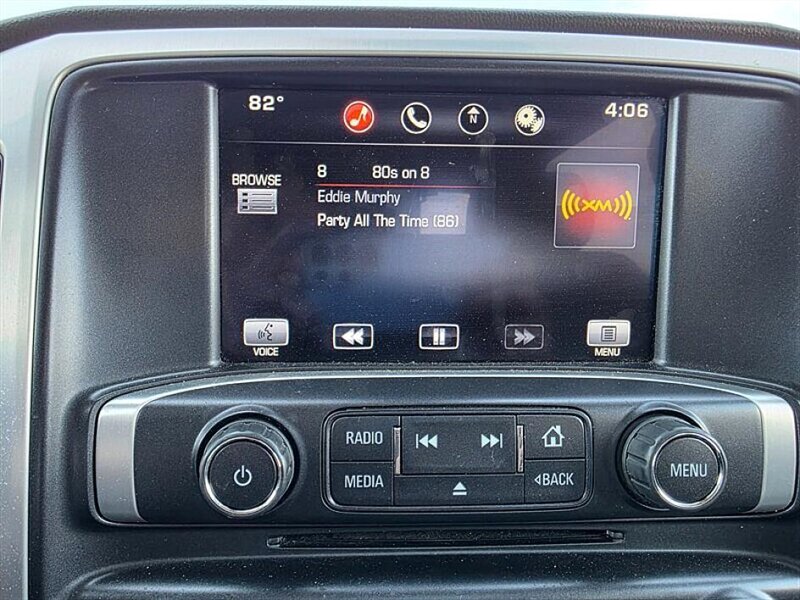 82°
N
4:06
8 80s on 8
BROWSE
Eddie Murphy
Party All The Time (86)
((XM))
VOICE
MENU
RADIO
MEDIA
BACK
MENU